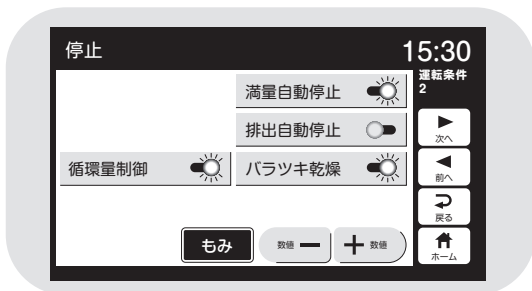 停止 15:30
運転条件
2
満量自動停止
排出自動停止
循環量制御 バラツキ乾燥
もみ 数値 ー ＋ 数値
次へ
前へ
戻る
ホーム